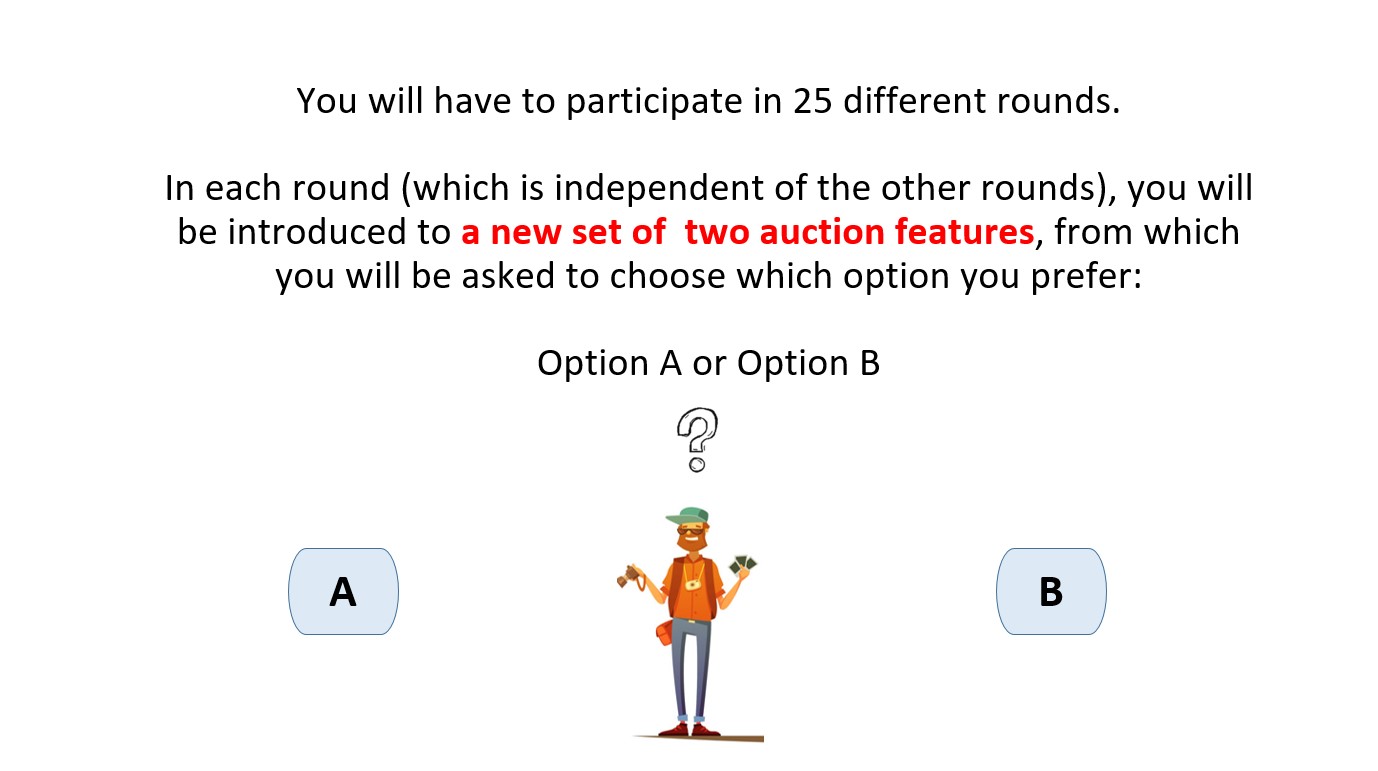 You will have to participate in 25 different rounds.
In each round (which is independent of the other rounds), you will
be introduced to a new set of  two auction features, from which
you will be asked to choose which option you prefer:
Option A or Option B
?
A
B